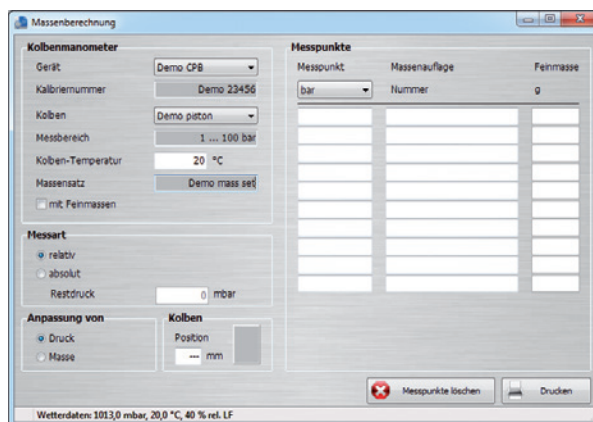 Massenberechnung
Kolbenmanometer
Gerät Demo CPB
Kalbriernummer Demo 23456
Kolben Demo piston
Messbereich 1 ... 100 bar
Kolben-Temperatur 20 °C
Massensatz Demo mass set
mit Feinmassen
Messart
relativ
absolut
Restdruck 0 mbar
Anpassung von
Druck
Masse
Kolben
Position
--- mm
Messpunkte
Messpunkt Massenauflage Feinmasse
bar Nummer g
Messpunkte löschen Drucken
Wetterdaten: 1013,0 mbar, 20,0 °C, 40 % rel. LF